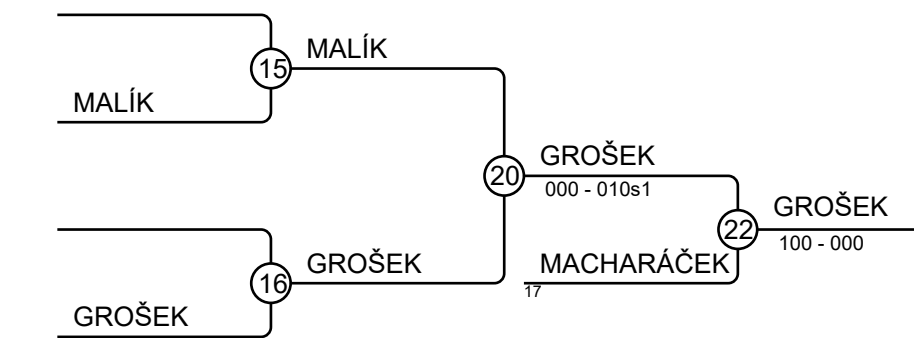 15
MALÍK
MALÍK
20
GROŠEK
000 - 010s1
22
GROŠEK
100 - 000
16
GROŠEK
MACHARÁČEK
17
GROŠEK